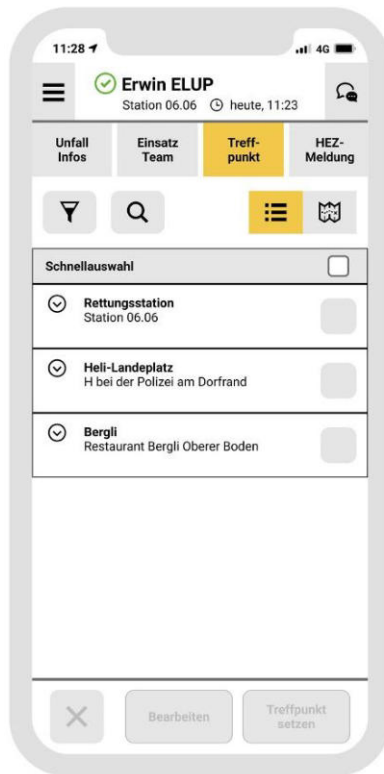 11:28
4G
Erwin ELUP
Station 06.06 heute, 11:23
Unfall Infos
Einsatz Team
Treff-
punkt
HEZ-
Meldung
Schnellauswahl
Rettungsstation
Station 06.06
Heli-Landeplatz
H bei der Polizei am Dorfrand
Bergli
Restaurant Bergli Oberer Boden
Bearbeiten
Treffpunkt
setzen